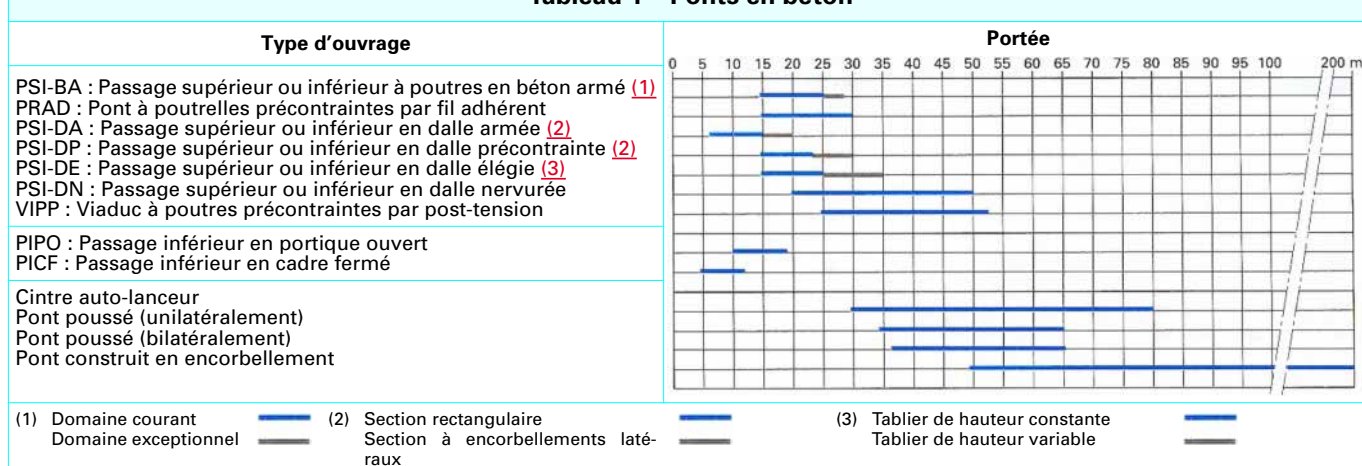 Tableau 1 – Ponts en béton
Type d'ouvrage
Portée
0 5 10 15 20 25 30 35 40 45 50 55 60 65 70 75 80 85 90 95 100 200 m
PSI-BA : Passage supérieur ou inférieur à poutres en béton armé (1)
PRAD : Pont à poutrelles précontraintes par fil adhérent
PSI-DA : Passage supérieur ou inférieur en dalle armée (2)
PSI-DP : Passage supérieur ou inférieur en dalle précontrainte (2)
PSI-DE : Passage supérieur ou inférieur en dalle élégie (3)
PSI-DN : Passage supérieur ou inférieur en dalle nervurée
VIPP : Viaduc à poutres précontraintes par post-tension
PIPO : Passage inférieur en portique ouvert
PICF : Passage inférieur en cadre fermé
Cintre auto-lanceur
Pont poussé (unilatéralement)
Pont poussé (bilatéralement)
Pont construit en encorbellement
(1) Domaine courant
Domaine exceptionnel
(2) Section rectangulaire
Section à encorbellements laté-
raux
(3) Tablier de hauteur constante
Tablier de hauteur variable